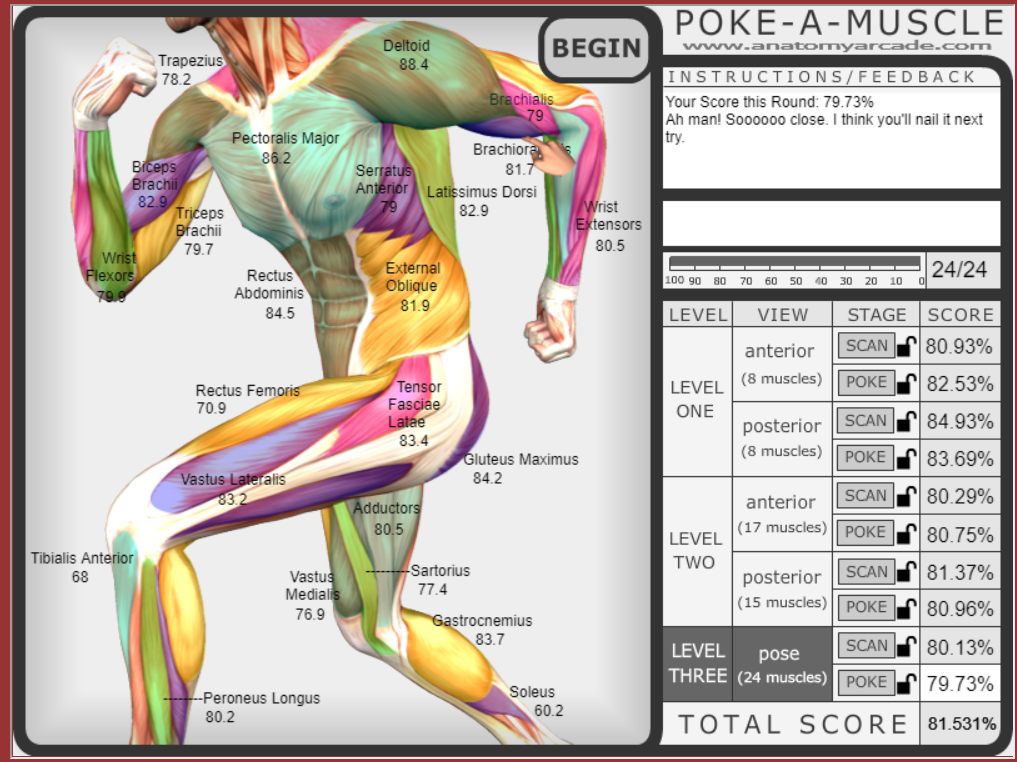 POKE-A-MUSCLE
www.anatomyarcade.com
BEGIN
INSTRUCTIONS/FEEDBACK
Your Score this Round: 79.73%
Ah man! Soooooo close. I think you'll nail it next
try.
24/24
100 90 80 70 60 50 40 30 20 10 0
LEVEL VIEW STAGE SCORE
LEVEL
ONE
anterior
(8 muscles)
SCAN 80.93%
POKE 82.53%
posterior
(8 muscles)
SCAN 84.93%
POKE 83.69%
LEVEL
TWO
anterior
(17 muscles)
SCAN 80.29%
POKE 80.75%
posterior
(15 muscles)
SCAN 81.37%
POKE 80.96%
LEVEL
THREE
pose
(24 muscles)
SCAN 80.13%
POKE 79.73%
TOTAL SCORE 81.531%
Trapezius
78.2
Deltoid
88.4
Brachialis
79
Pectoralis Major
86.2
81.7
Biceps
Brachii
82.9
Serratus
Anterior
79
Latissimus Dorsi
82.9
Triceps
Brachii
79.7
Wrist
Extensors
80.5
Wrist
Flexors
79.9
Rectus
Abdominis
84.5
External
Oblique
81.9
Rectus Femoris
70.9
Tensor
Fasciae
Latae
83.4
Gluteus Maximus
84.2
Vastus Lateralis
83.2
Adductors
80.5
Tibialis Anterior
68
Vastus
Medialis
76.9
Sartorius
77.4
Gastrocnemius
83.7
Peroneus Longus
80.2
Soleus
60.2